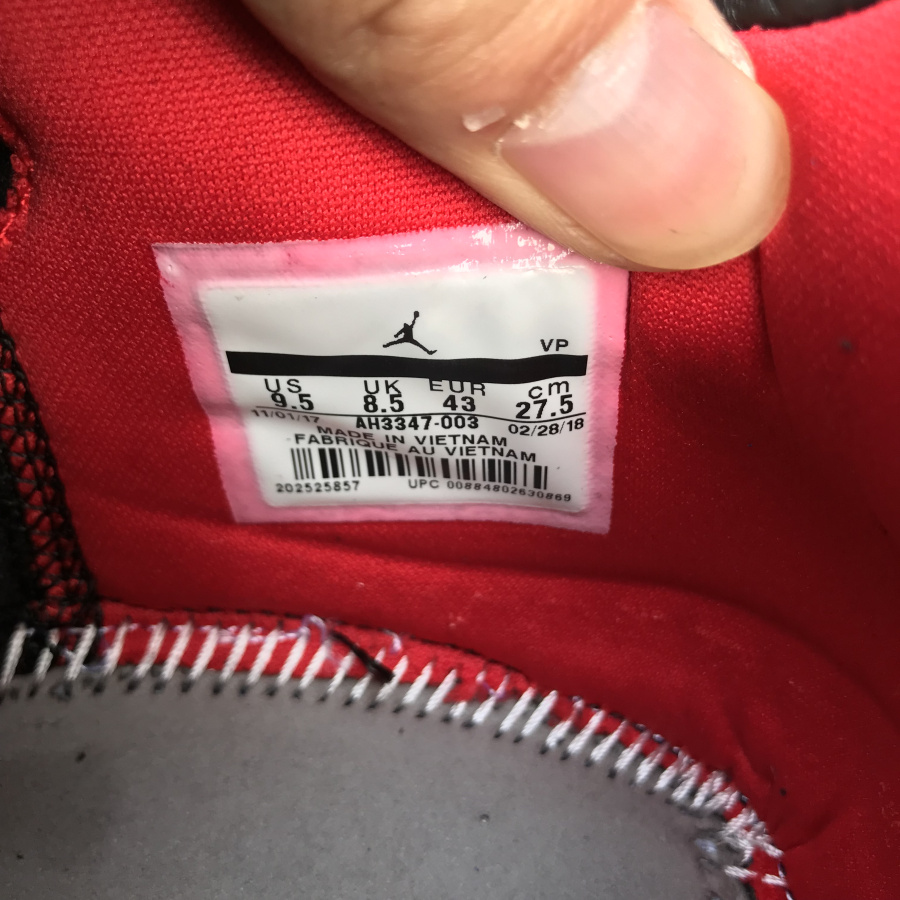 VP
US UK EUR cm
9.5 8.5 43 27.5
11/01/17 AH3347-003 02/28/18
MADE IN VIETNAM
FABRIQUE AU VIETNAM
202525857 UPC 00884802630869